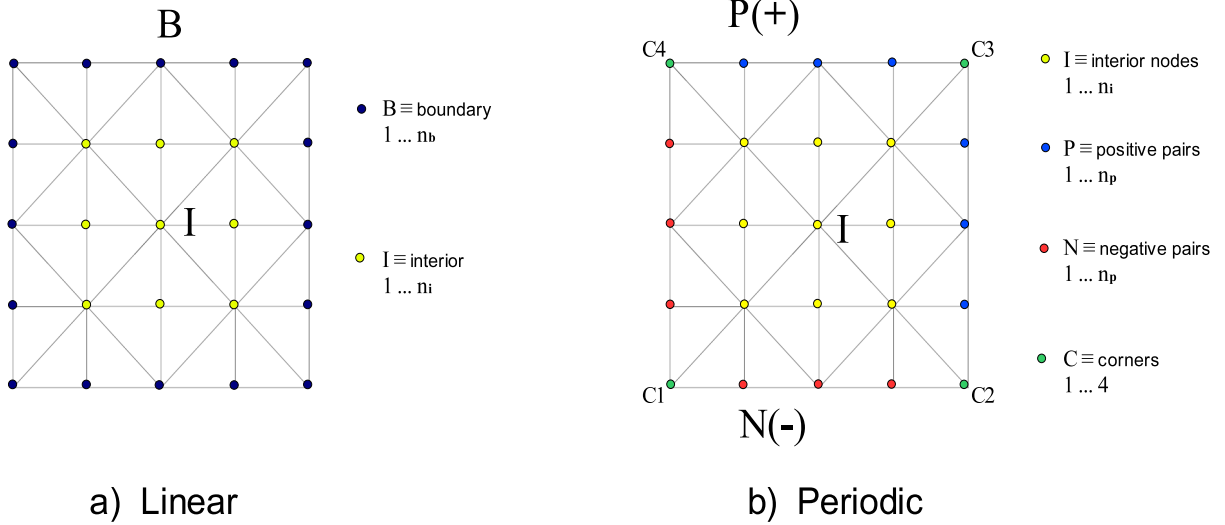 B
B ≡ boundary
1 ... nb
I
I ≡ interior
1 ... ni
a) Linear
P(+)
C4
C3
I ≡ interior nodes
1 ... ni
P ≡ positive pairs
1 ... np
I
N ≡ negative pairs
1 ... np
C ≡ corners
1 ... 4
C1
C2
N(-)
b) Periodic